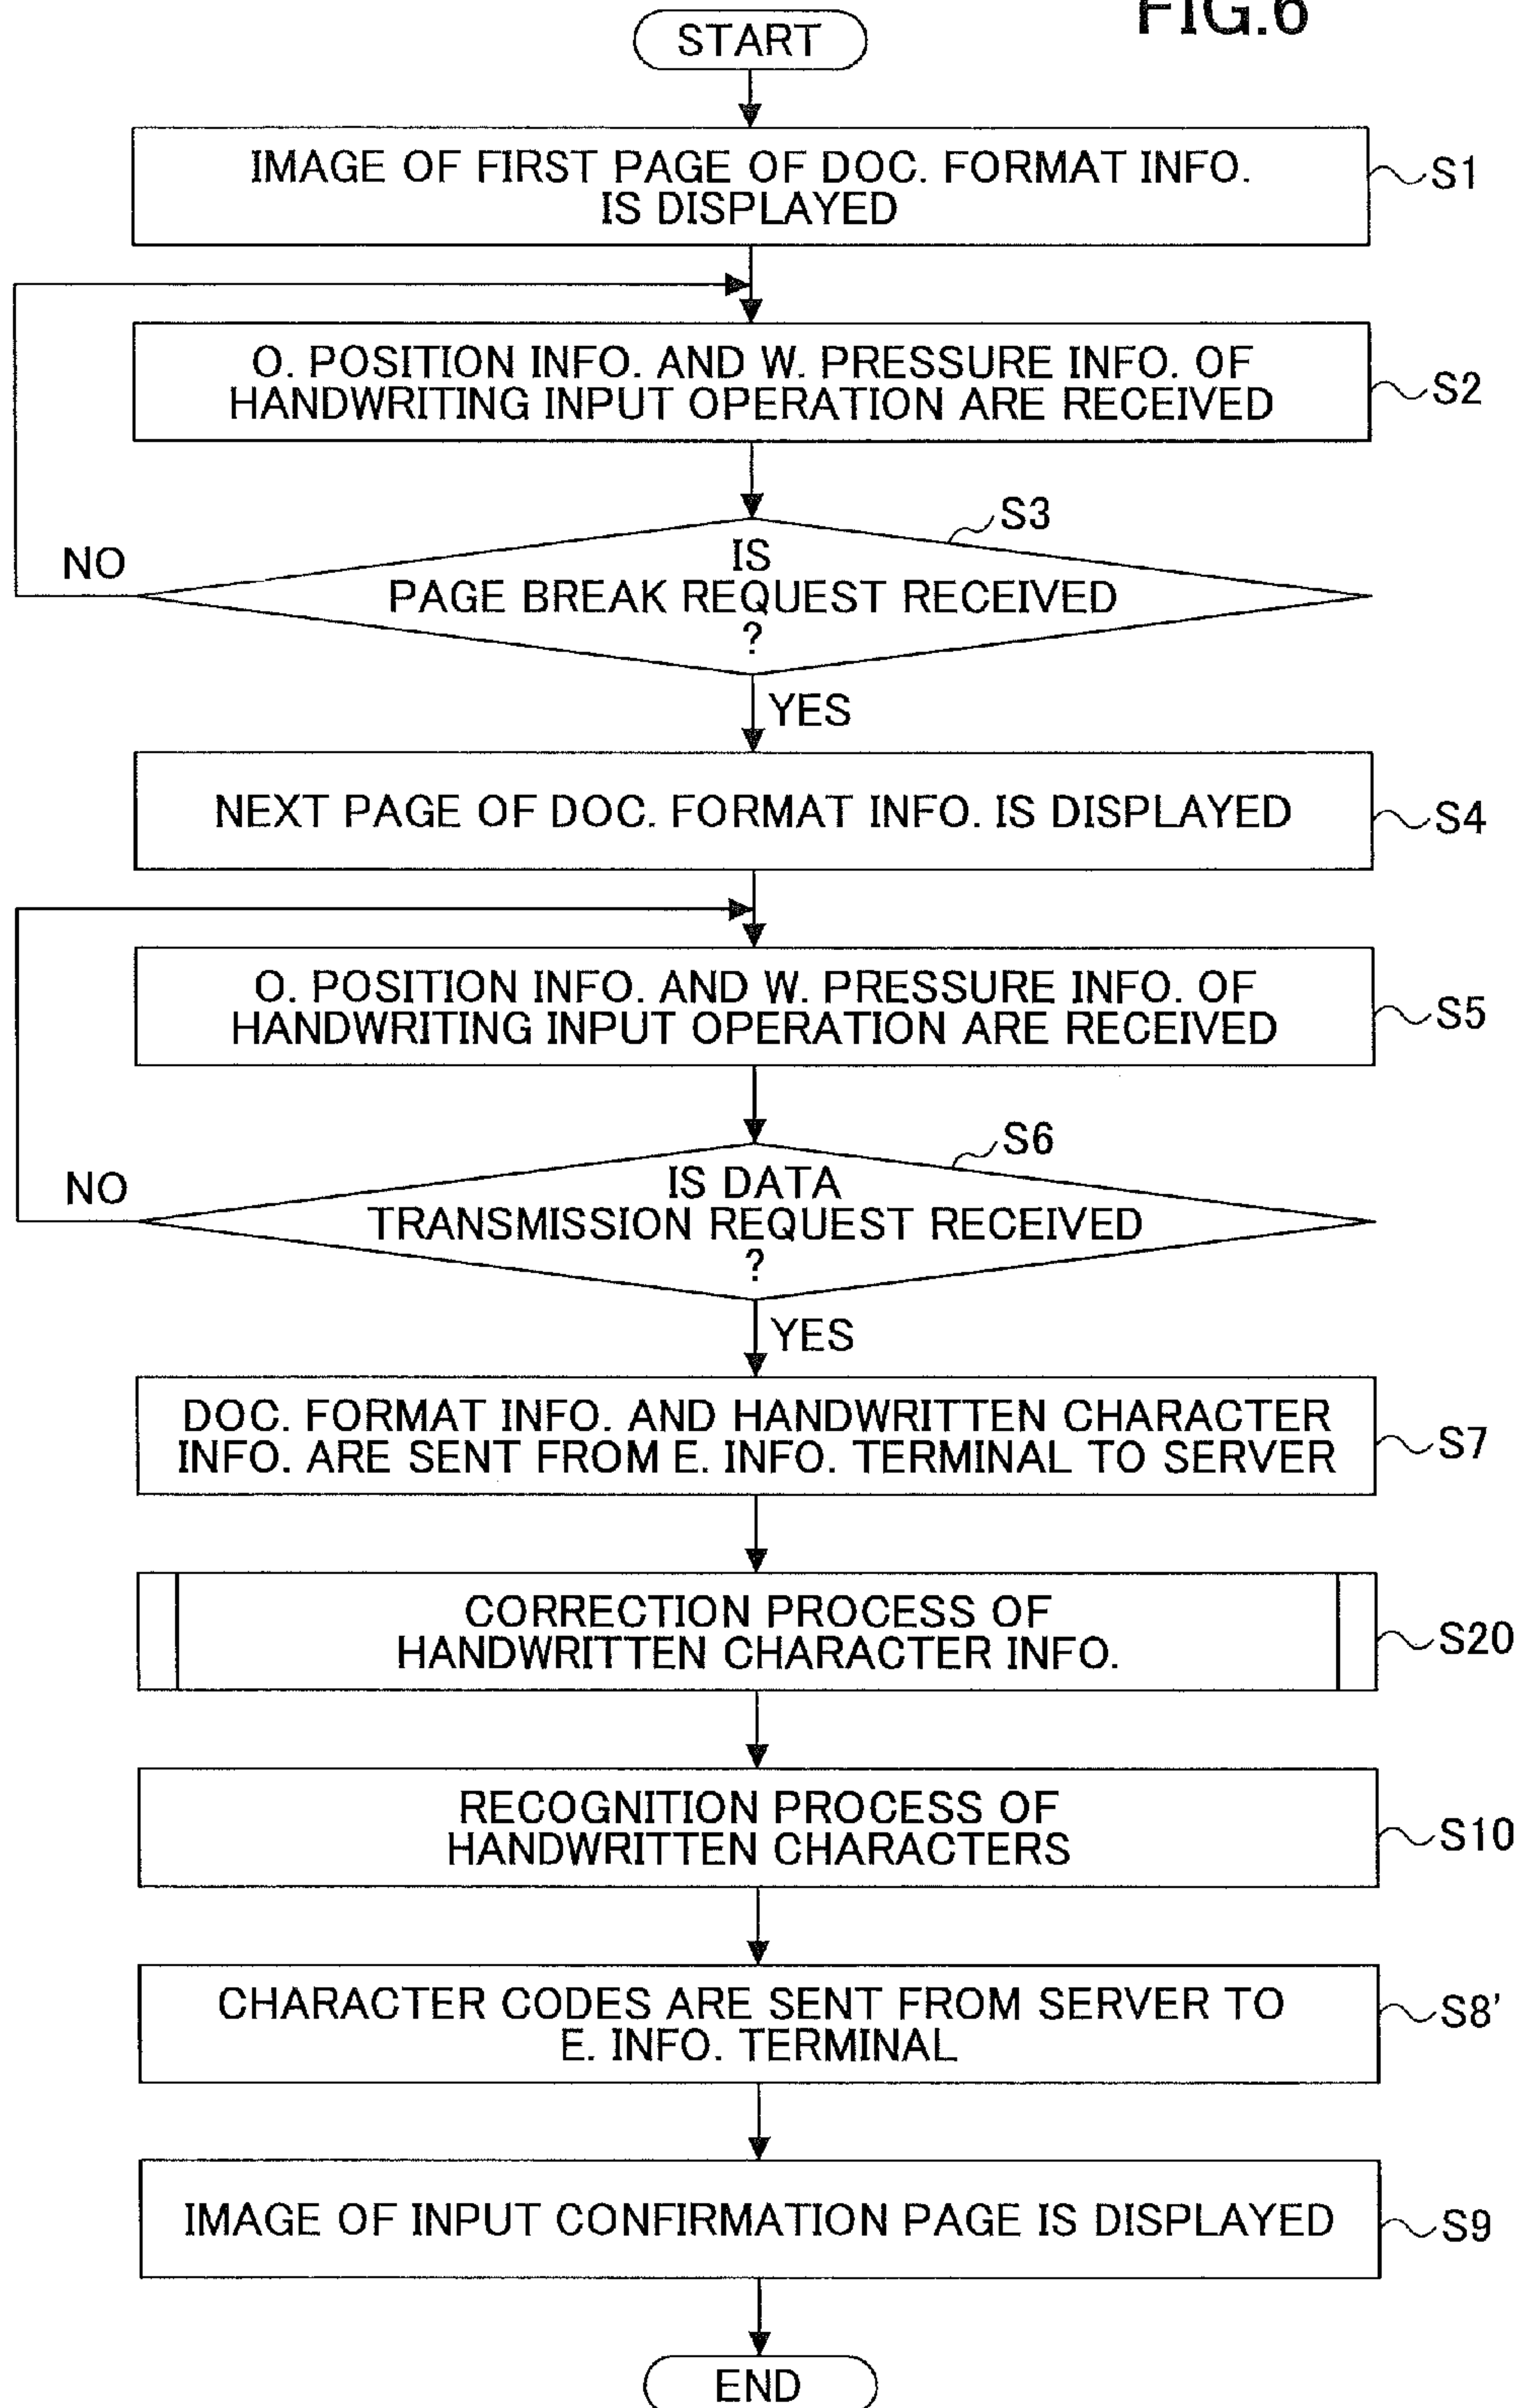 FIG.6
START
IMAGE OF FIRST PAGE OF DOC. FORMAT INFO.
IS DISPLAYED
S1
O. POSITION INFO. AND W. PRESSURE INFO. OF
HANDWRITING INPUT OPERATION ARE RECEIVED
S2
S3
IS
PAGE BREAK REQUEST RECEIVED
?
NO
YES
NEXT PAGE OF DOC. FORMAT INFO. IS DISPLAYED
S4
O. POSITION INFO. AND W. PRESSURE INFO. OF
HANDWRITING INPUT OPERATION ARE RECEIVED
S5
S6
IS DATA
TRANSMISSION REQUEST RECEIVED
?
NO
YES
DOC. FORMAT INFO. AND HANDWRITTEN CHARACTER
INFO. ARE SENT FROM E. INFO. TERMINAL TO SERVER
S7
CORRECTION PROCESS OF
HANDWRITTEN CHARACTER INFO.
S20
RECOGNITION PROCESS OF
HANDWRITTEN CHARACTERS
S10
CHARACTER CODES ARE SENT FROM SERVER TO
E. INFO. TERMINAL
S8'
IMAGE OF INPUT CONFIRMATION PAGE IS DISPLAYED
S9
END